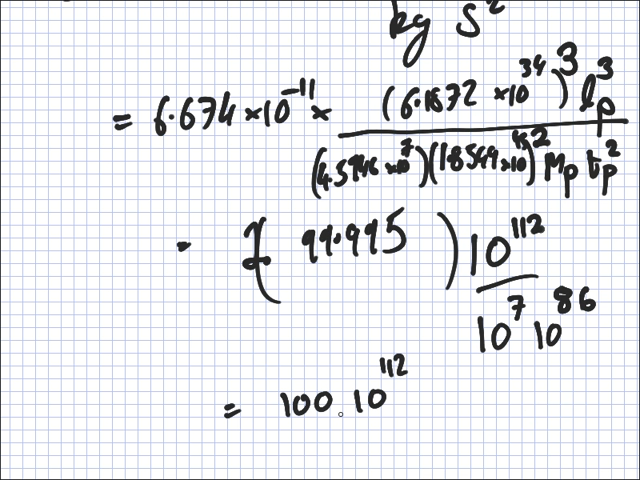 kg s²
= 6.674 ×10⁻¹¹ × (6.1872 ×10³⁴)³ lₚ³
(4.5946 ×10⁷)(1.8549 ×10⁴³)² Mₚ tₚ²
= ( 99.995 ) 10¹¹²
10⁷ 10⁸⁶
= 100 . 10¹¹²